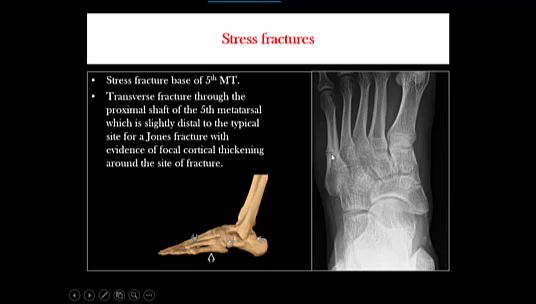 Stress fractures
• Stress fracture base of 5th MT.
• Transverse fracture through the
proximal shaft of the 5th metatarsal
which is slightly distal to the typical
site for a Jones fracture with
evidence of focal cortical thickening
around the site of fracture.